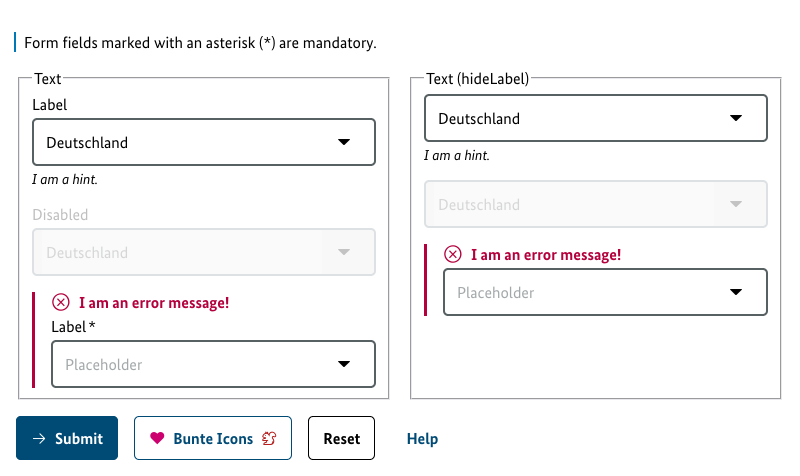 Form fields marked with an asterisk (*) are mandatory.
Text
Label
Deutschland
I am a hint.
Disabled
Deutschland
I am an error message!
Label *
Placeholder
Text (hideLabel)
Deutschland
I am a hint.
Deutschland
I am an error message!
Placeholder
Submit
Bunte Icons
Reset
Help